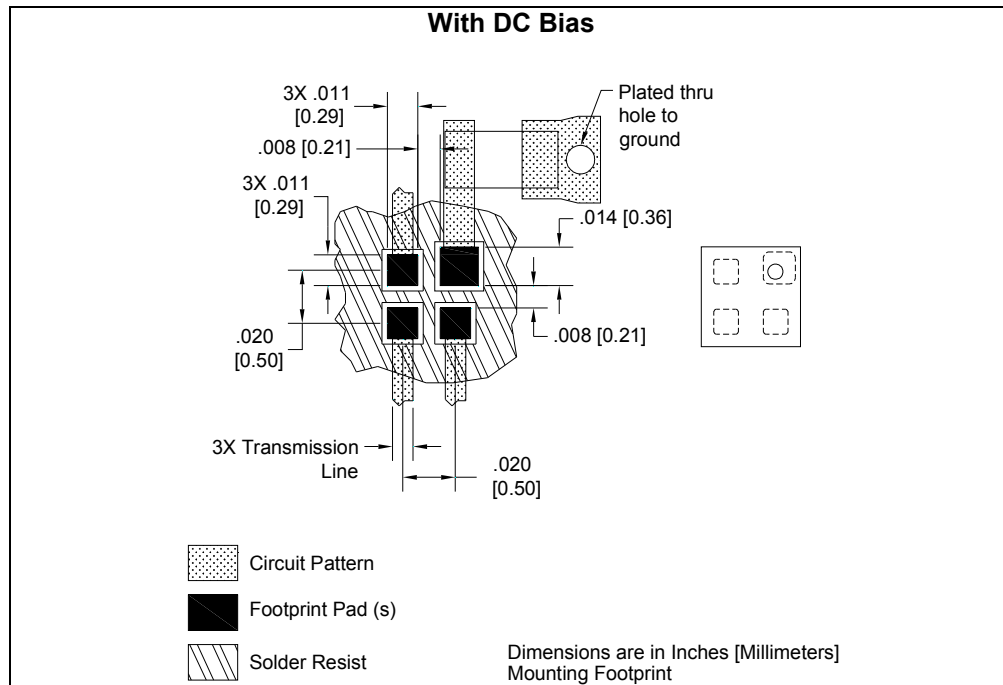 With DC Bias
3X .011
[0.29]
.008 [0.21]
3X .011
[0.29]
.020
[0.50]
Plated thru
hole to
ground
.014 [0.36]
.008 [0.21]
3X Transmission
Line
.020
[0.50]
Circuit Pattern
Footprint Pad (s)
Solder Resist
Dimensions are in Inches [Millimeters]
Mounting Footprint